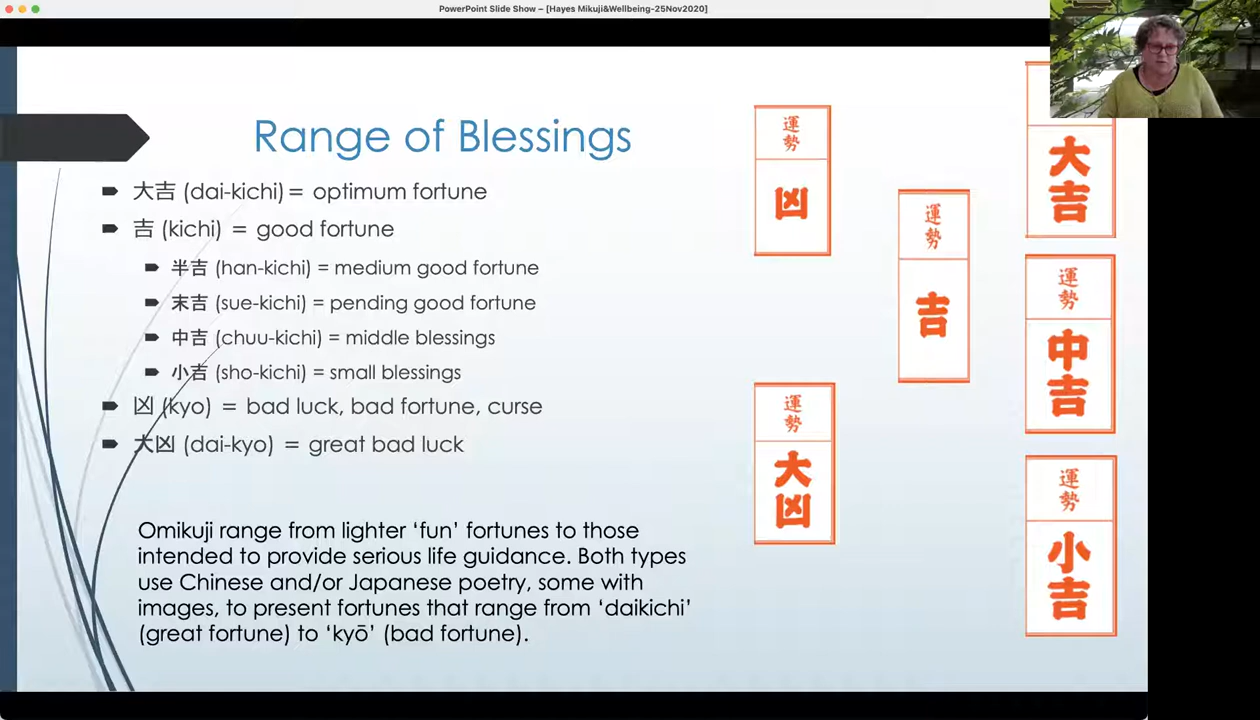 PowerPoint Slide Show – [Hayes Mikuji&Wellbeing-25Nov2020]
Range of Blessings
大吉 (dai-kichi) = optimum fortune
吉 (kichi) = good fortune
半吉 (han-kichi) = medium good fortune
末吉 (sue-kichi) = pending good fortune
中吉 (chuu-kichi) = middle blessings
小吉 (sho-kichi) = small blessings
凶 (kyo) = bad luck, bad fortune, curse
大凶 (dai-kyo) = great bad luck
Omikuji range from lighter ‘fun’ fortunes to those
intended to provide serious life guidance. Both types
use Chinese and/or Japanese poetry, some with
images, to present fortunes that range from ‘daikichi’
(great fortune) to ‘kyō’ (bad fortune).
運勢
凶
運勢
大凶
運勢
吉
大吉
運勢
中吉
運勢
小吉